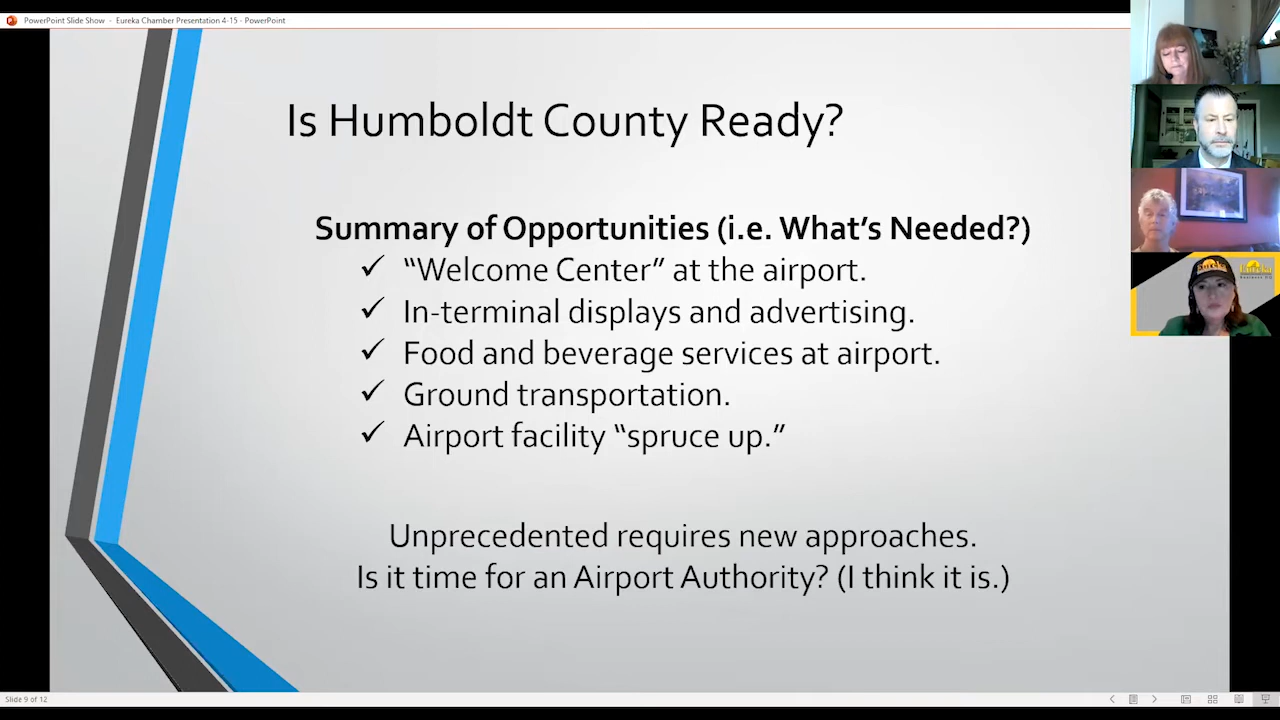 PowerPoint Slide Show - Eureka Chamber Presentation 4-15 - PowerPoint
Is Humboldt County Ready?
Summary of Opportunities (i.e. What’s Needed?)
✓ “Welcome Center” at the airport.
✓ In-terminal displays and advertising.
✓ Food and beverage services at airport.
✓ Ground transportation.
✓ Airport facility “spruce up.”
Unprecedented requires new approaches.
Is it time for an Airport Authority? (I think it is.)
Eureka
Eureka
Slide 9 of 12